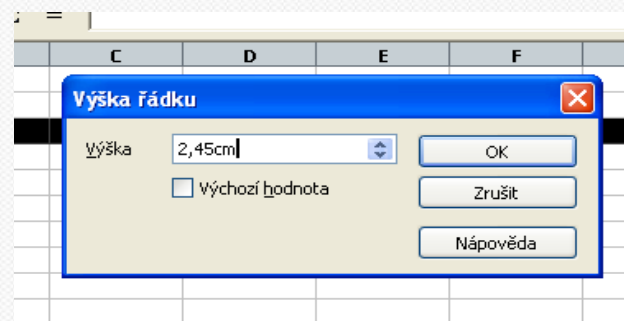 =
C D E F
Výška řádku
Výška 2,45cm OK
Výchozí hodnota Zrušit
Nápověda